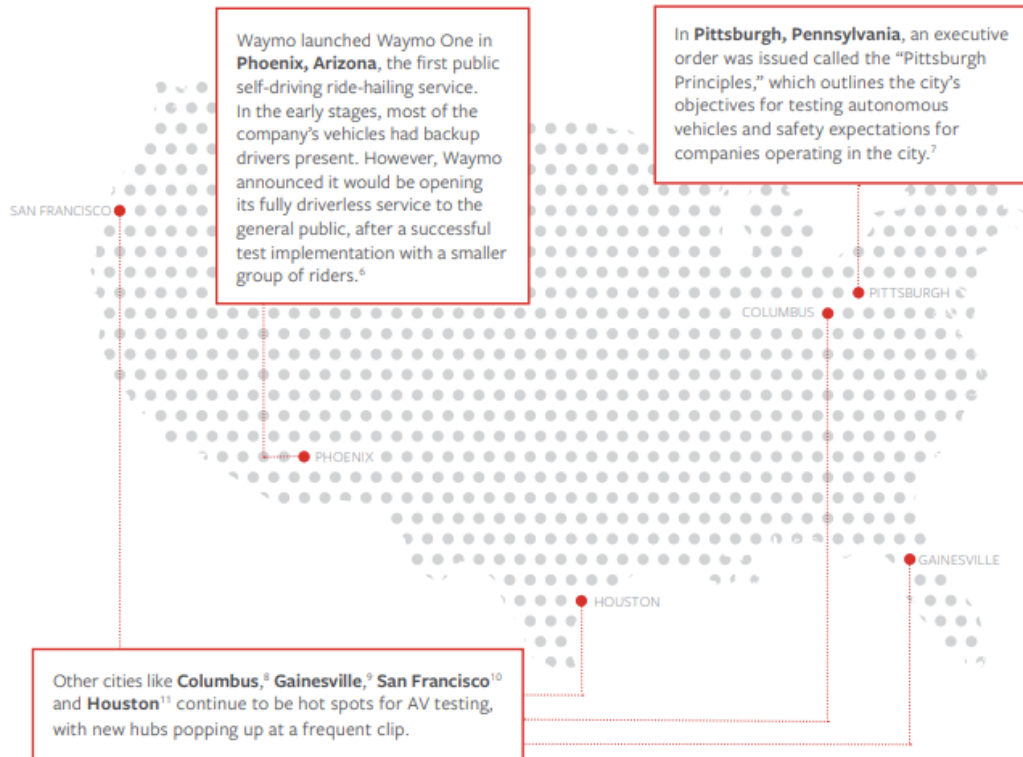 Waymo launched Waymo One in
Phoenix, Arizona, the first public
self-driving ride-hailing service.
In the early stages, most of the
company’s vehicles had backup
drivers present. However, Waymo
announced it would be opening
its fully driverless service to the
general public, after a successful
test implementation with a smaller
group of riders.⁶
In Pittsburgh, Pennsylvania, an executive
order was issued called the “Pittsburgh
Principles,” which outlines the city’s
objectives for testing autonomous
vehicles and safety expectations for
companies operating in the city.⁷
SAN FRANCISCO
PITTSBURGH
COLUMBUS
PHOENIX
GAINESVILLE
HOUSTON
Other cities like Columbus,⁸ Gainesville,⁹ San Francisco¹⁰
and Houston¹¹ continue to be hot spots for AV testing,
with new hubs popping up at a frequent clip.